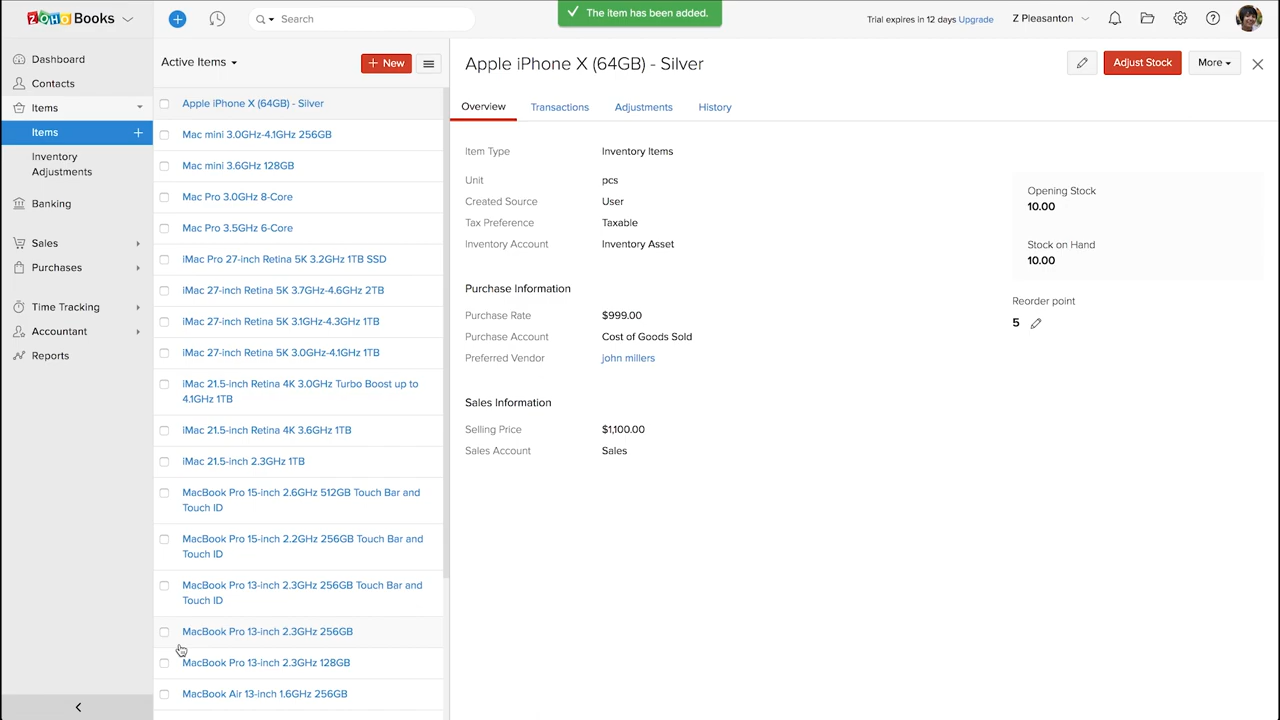 ZOHO Books
Search
The item has been added.
Trial expires in 12 days Upgrade
Z Pleasanton
Dashboard
Contacts
Items
Items
Inventory
Adjustments
Banking
Sales
Purchases
Time Tracking
Accountant
Reports
Active Items
+ New
Apple iPhone X (64GB) - Silver
Mac mini 3.0GHz-4.1GHz 256GB
Mac mini 3.6GHz 128GB
Mac Pro 3.0GHz 8-Core
Mac Pro 3.5GHz 6-Core
iMac Pro 27-inch Retina 5K 3.2GHz 1TB SSD
iMac 27-inch Retina 5K 3.7GHz-4.6GHz 2TB
iMac 27-inch Retina 5K 3.1GHz-4.3GHz 1TB
iMac 27-inch Retina 5K 3.0GHz-4.1GHz 1TB
iMac 21.5-inch Retina 4K 3.0GHz Turbo Boost up to
4.1GHz 1TB
iMac 21.5-inch Retina 4K 3.6GHz 1TB
iMac 21.5-inch 2.3GHz 1TB
MacBook Pro 15-inch 2.6GHz 512GB Touch Bar and
Touch ID
MacBook Pro 15-inch 2.2GHz 256GB Touch Bar and
Touch ID
MacBook Pro 13-inch 2.3GHz 256GB Touch Bar and
Touch ID
MacBook Pro 13-inch 2.3GHz 256GB
MacBook Pro 13-inch 2.3GHz 128GB
MacBook Air 13-inch 1.6GHz 256GB
Apple iPhone X (64GB) - Silver
Adjust Stock
More
Overview Transactions Adjustments History
Item Type Inventory Items
Unit pcs
Created Source User
Tax Preference Taxable
Inventory Account Inventory Asset
Purchase Information
Purchase Rate $999.00
Purchase Account Cost of Goods Sold
Preferred Vendor john millers
Sales Information
Selling Price $1,100.00
Sales Account Sales
Opening Stock
10.00
Stock on Hand
10.00
Reorder point
5